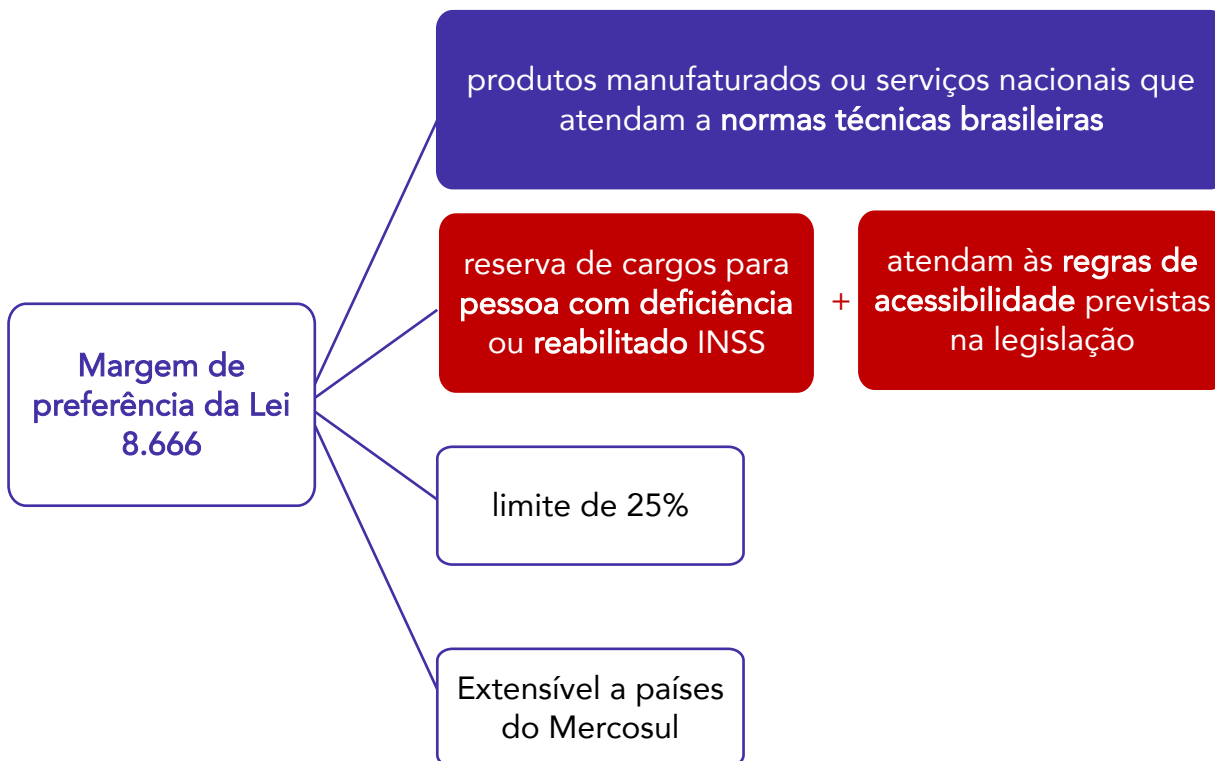 produtos manufaturados ou serviços nacionais que
atendam a normas técnicas brasileiras
reserva de cargos para
pessoa com deficiência
ou reabilitado INSS
+
atendam às regras de
acessibilidade previstas
na legislação
Margem de
preferência da Lei
8.666
limite de 25%
Extensível a países
do Mercosul